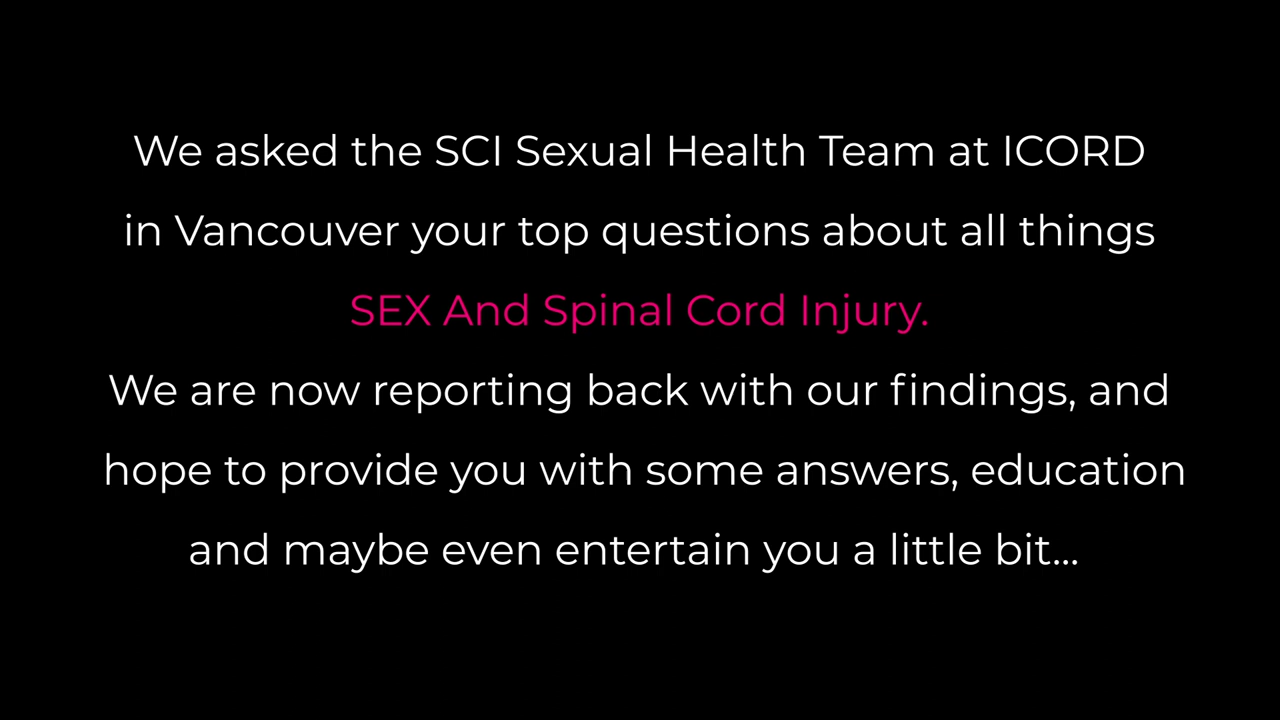 We asked the SCI Sexual Health Team at ICORD
in Vancouver your top questions about all things
SEX And Spinal Cord Injury.
We are now reporting back with our findings, and
hope to provide you with some answers, education
and maybe even entertain you a little bit...